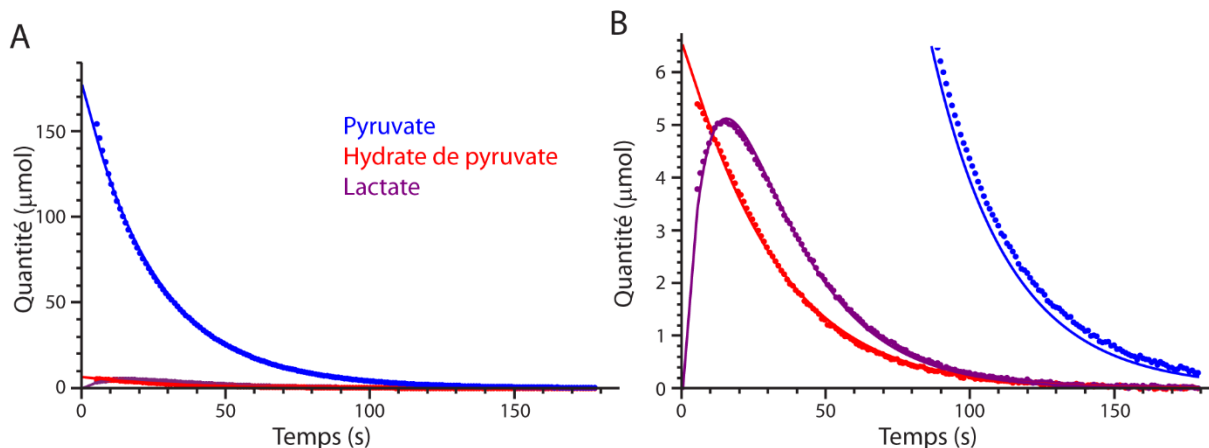 A
Quantité (µmol)
150
100
50
0
Pyruvate
Hydrate de pyruvate
Lactate
0
50
100
150
Temps (s)
B
Quantité (µmol)
6
5
4
3
2
1
0
0
50
100
150
Temps (s)